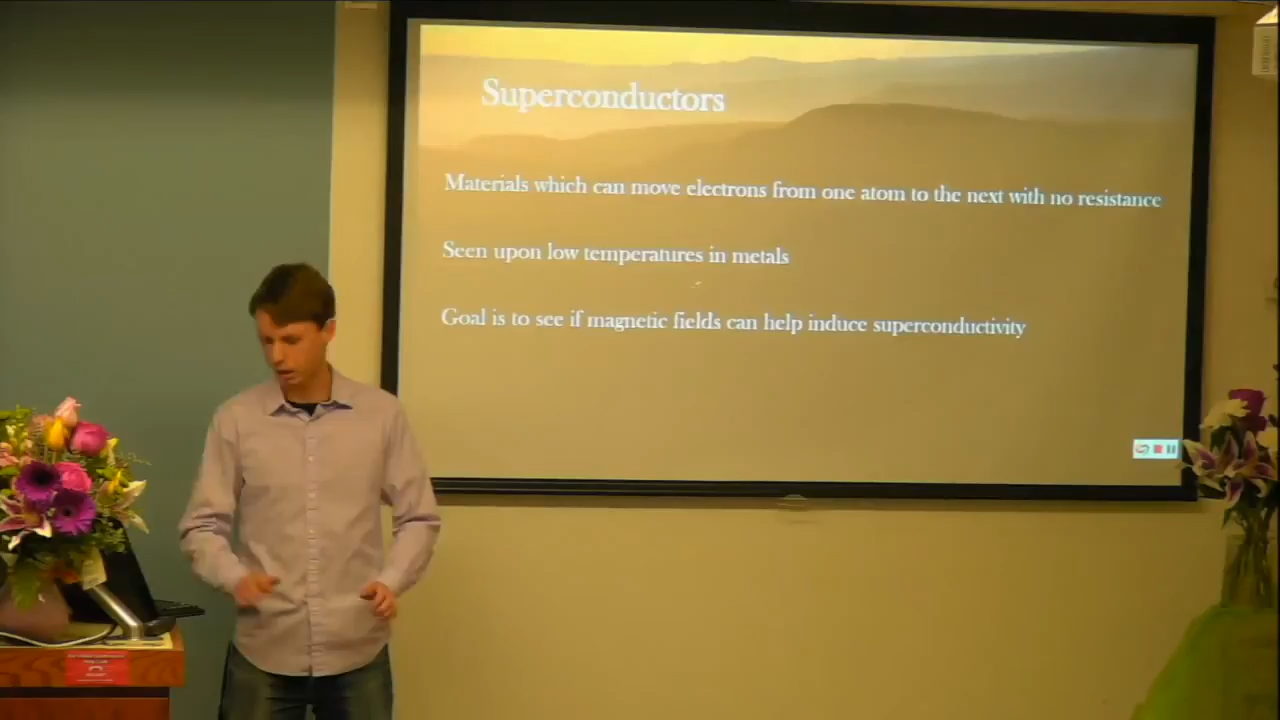 Superconductors
Materials which can move electrons from one atom to the next with no resistance
Seen upon low temperatures in metals
Goal is to see if magnetic fields can help induce superconductivity